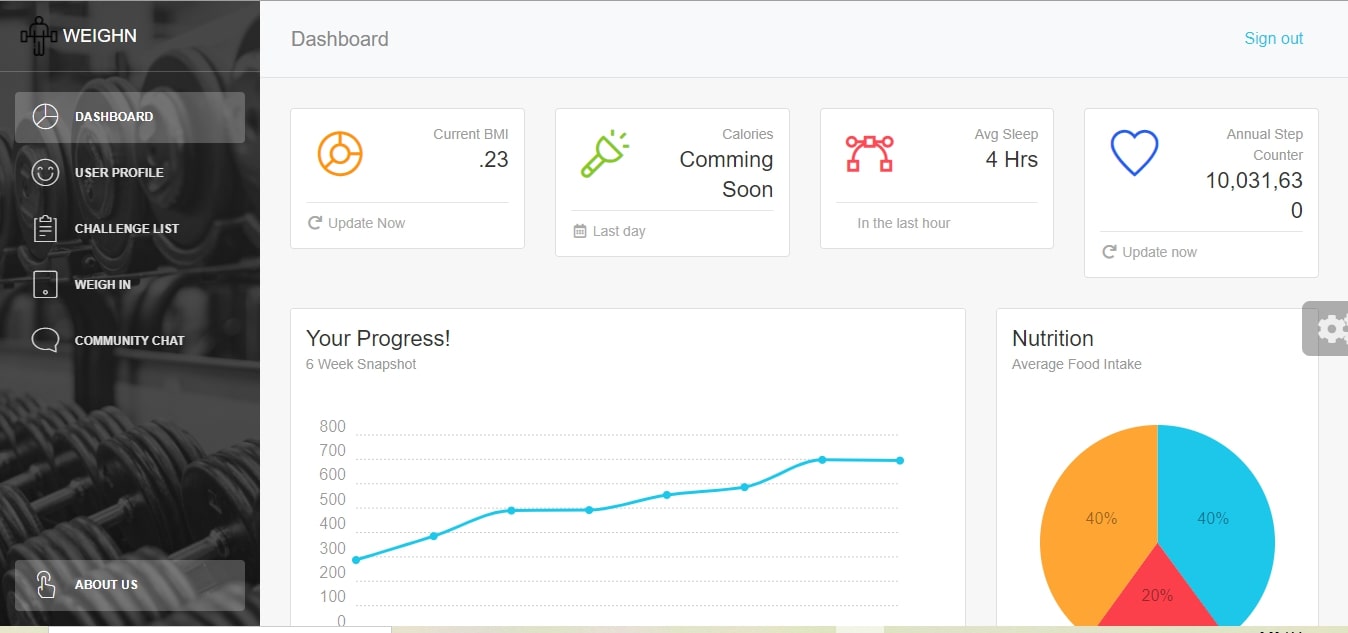 WEIGHN
DASHBOARD
USER PROFILE
CHALLENGE LIST
WEIGH IN
COMMUNITY CHAT
ABOUT US
Dashboard
Sign out
Current BMI
.23
Update Now
Calories
Comming
Soon
Last day
Avg Sleep
4 Hrs
In the last hour
Annual Step
Counter
10,031,63
0
Update now
Your Progress!
6 Week Snapshot
800
700
600
500
400
300
200
100
0
Nutrition
Average Food Intake
40%
40%
20%